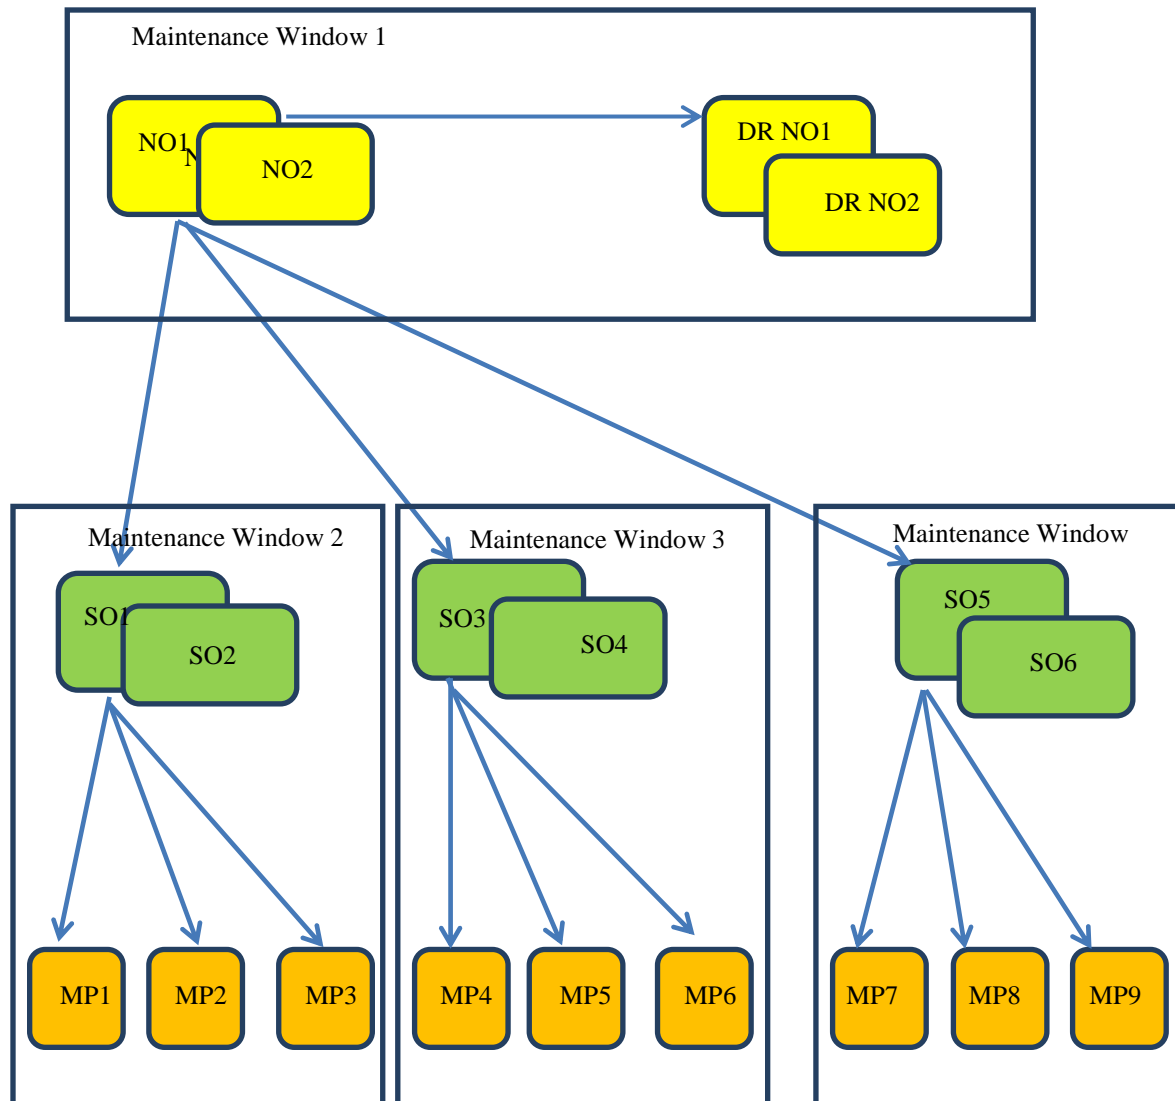 Maintenance Window 1
NO1
N
NO2
DR NO1
DR NO2
Maintenance Window 2
Maintenance Window 3
Maintenance Window
SO1
SO2
SO3
SO4
SO5
SO6
MP1
MP2
MP3
MP4
MP5
MP6
MP7
MP8
MP9